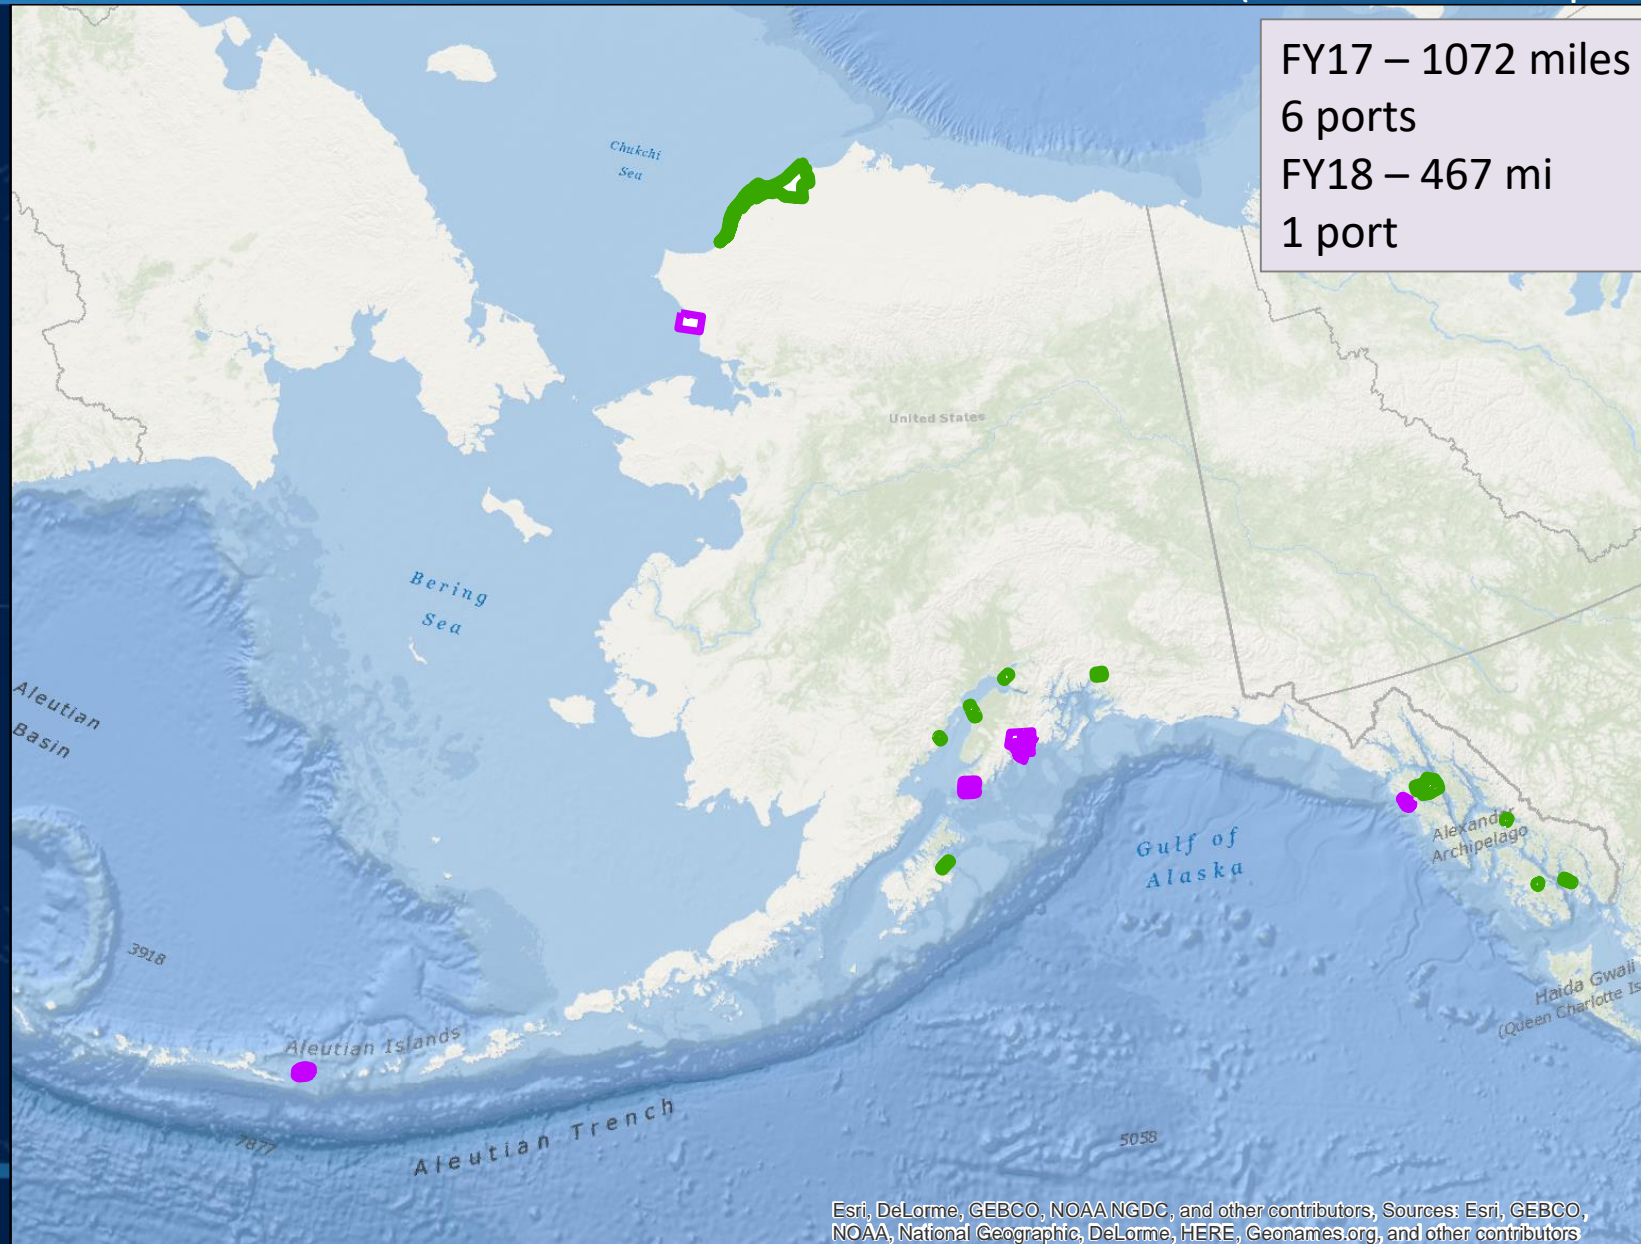 FY17 – 1072 miles
6 ports
FY18 – 467 mi
1 port
Chukchi
Sea
United States
Bering
Sea
Aleutian
Basin
Gulf of
Alaska
Alexander
Archipelago
3918
Haida Gwaii
(Queen Charlotte Is
Aleutian Islands
Aleutian Trench
7877
5058
Esri, DeLorme, GEBCO, NOAA NGDC, and other contributors, Sources: Esri, GEBCO,
NOAA, National Geographic, DeLorme, HERE, Geonames.org, and other contributors